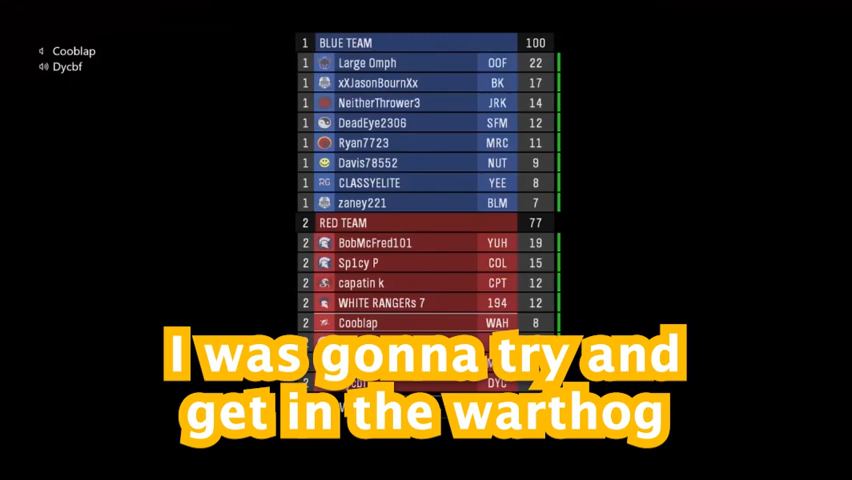 Cooblap
Dycbf
1 BLUE TEAM 100
1 Large Omph OOF 22
1 xXJasonBournXx BK 17
1 NeitherThrower3 JRK 14
1 DeadEye2306 SFM 12
1 Ryan7723 MRC 11
1 Davis78552 NUT 9
1 RG CLASSYELITE YEE 8
1 zaney221 BLM 7
2 RED TEAM 77
2 BobMcFred101 YUH 19
2 Sp1cy P COL 15
2 capatin k CPT 12
2 WHITE RANGERs 7 194 12
2 Cooblap WAH 8
DYC
I was gonna try and
get in the warthog